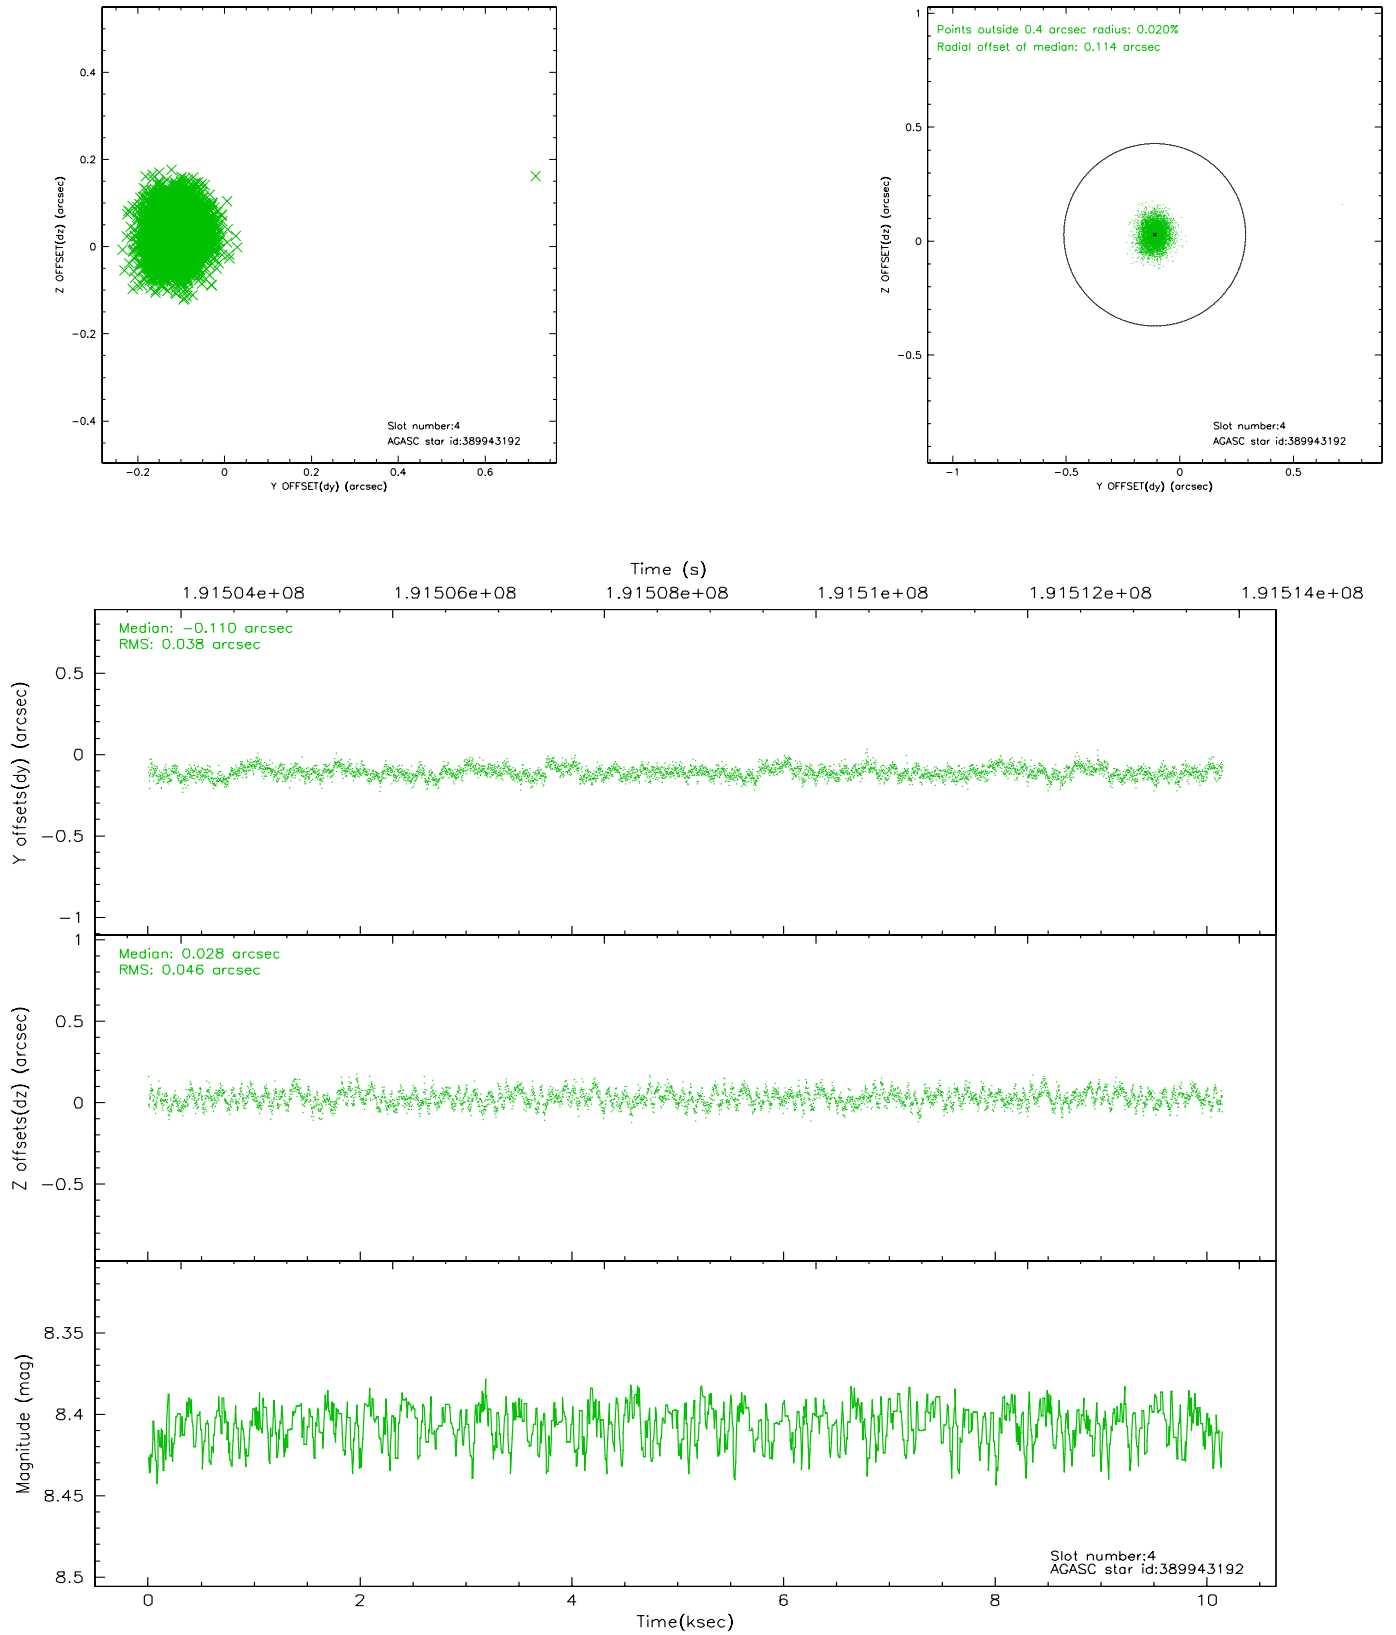 0.4
0.2
0
−0.2
−0.4
Z OFFSET(dz) (arcsec)
Slot number:4
AGASC star id:389943192
−0.2 0 0.2 0.4 0.6
Y OFFSET(dy) (arcsec)
Points outside 0.4 arcsec radius: 0.020%
Radial offset of median: 0.114 arcsec
1
0.5
0
−0.5
Z OFFSET(dz) (arcsec)
Slot number:4
AGASC star id:389943192
−1 −0.5 0 0.5
Y OFFSET(dy) (arcsec)
Time (s)
1.91504e+08 1.91506e+08 1.91508e+08 1.9151e+08 1.91512e+08 1.91514e+08
Median: −0.110 arcsec
RMS: 0.038 arcsec
0.5
0
−0.5
−1
Y offsets(dy) (arcsec)
Median: 0.028 arcsec
RMS: 0.046 arcsec
1
0.5
0
−0.5
Z offsets(dz) (arcsec)
8.35
8.4
8.45
8.5
Magnitude (mag)
Slot number:4
AGASC star id:389943192
0 2 4 6 8 10
Time(ksec)